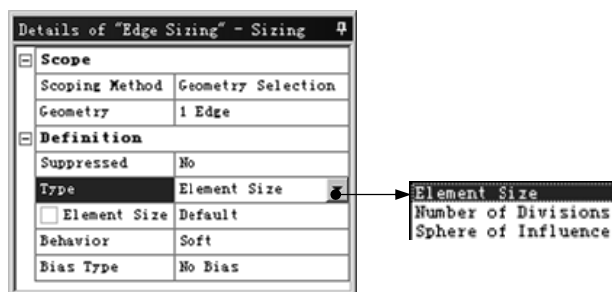 Details of "Edge Sizing" - Sizing
Scope
Scoping Method Geometry Selection
Geometry 1 Edge
Definition
Suppressed No
Type Element Size
Element Size Default
Behavior Soft
Bias Type No Bias
Element Size
Number of Divisions
Sphere of Influence